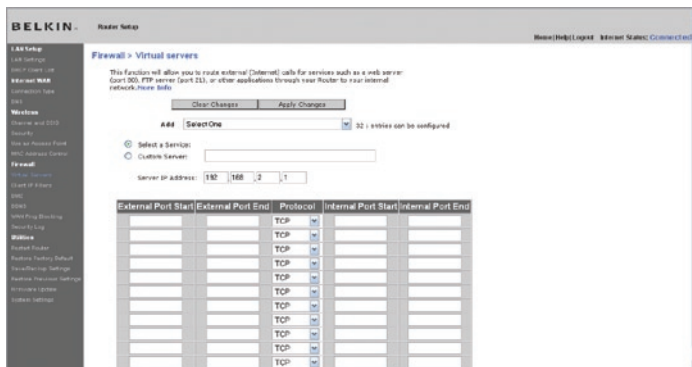 BELKIN
Router Setup
Home|Help|Logout Internet Status: Connected
LAN Setup
LAN Settings
DHCP Client List
Internet WAN
Connection Type
DNS
Wireless
Channel and SSID
Security
Use as Access Point
MAC Address Control
Firewall
Virtual Servers
Client IP Filters
DMZ
DDNS
WAN Ping Blocking
Security Log
Utilities
Restart Router
Restore Factory Default
Save/Backup Settings
Restore Previous Settings
Firmware Update
System Settings
Firewall > Virtual servers
This function will allow you to route external (Internet) calls for services such as a web server
(port 80), FTP server (port 21), or other applications through your Router to your internal
network. More Info
Clear Changes Apply Changes
Add Select One 32 : entries can be configured
Select a Service:
Custom Server:
Server IP Address: 192 .168 .2 .1
External Port Start External Port End Protocol Internal Port Start Internal Port End
TCP
TCP
TCP
TCP
TCP
TCP
TCP
TCP
TCP
TCP
TCP